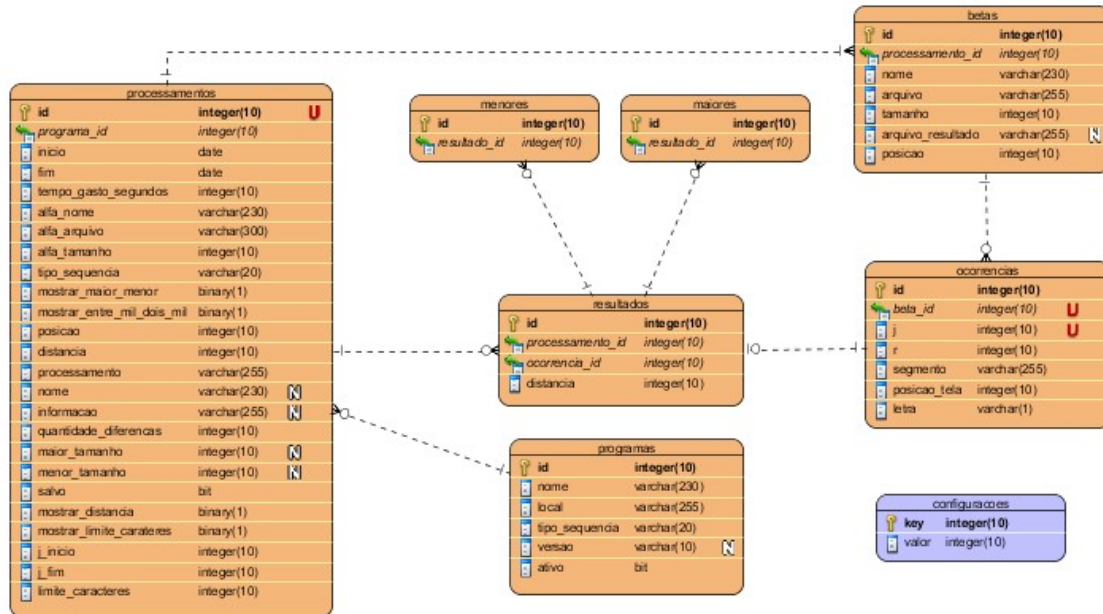 betas
id integer(10)
processamento_id integer(10)
nome varchar(230)
arquivo varchar(255)
tamanho integer(10)
arquivo_resultado varchar(255) N
posicao integer(10)
processamentos
id integer(10) U
programa_id integer(10)
inicio date
fim date
tempo_gasto_segundos integer(10)
alfa_nome varchar(230)
alfa_arquivo varchar(300)
alfa_tamanho integer(10)
tipo_sequencia varchar(20)
mostrar_maior_menor binary(1)
mostrar_entre_mil_dois_mil binary(1)
posicao integer(10)
distancia integer(10)
processamento varchar(255)
nome varchar(230) N
informacao varchar(255) N
quantidade_diferencas integer(10)
maior_tamanho integer(10) N
menor_tamanho integer(10) N
salvo bit
mostrar_distancia binary(1)
mostrar_limite_carateres binary(1)
j_inicio integer(10)
j_fim integer(10)
limite_caracteres integer(10)
menores
id integer(10)
resultado_id integer(10)
maiores
id integer(10)
resultado_id integer(10)
resultados
id integer(10)
processamento_id integer(10)
ocorrencia_id integer(10)
distancia integer(10)
ocorrencias
id integer(10)
beta_id integer(10) U
j integer(10) U
r integer(10)
segmento varchar(255)
posicao_tela integer(10)
letra varchar(1)
programas
id integer(10)
nome varchar(230)
local varchar(255)
tipo_sequencia varchar(20)
versao varchar(10) N
ativo bit
configuracoes
key integer(10)
valor integer(10)